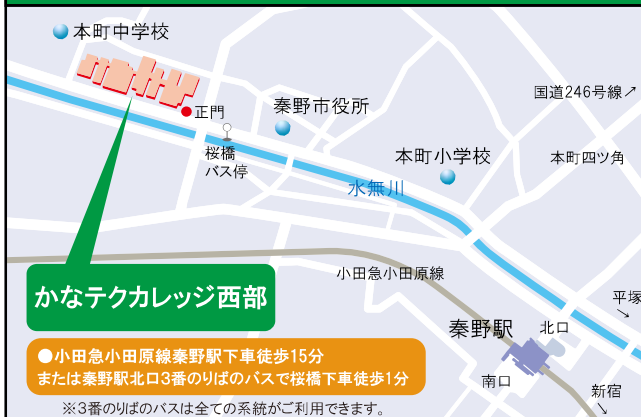 本町中学校
国道246号線↗
正門
秦野市役所
桜橋
バス停
本町小学校
本町四ツ角
水無川
小田急小田原線
かなテクカレッジ西部
平塚
↓
秦野駅
北口
●小田急小田原線秦野駅下車徒歩15分
または秦野駅北口3番のりばのバスで桜橋下車徒歩1分
南口
新宿
↘
※3番のりばのバスは全ての系統がご利用できます。